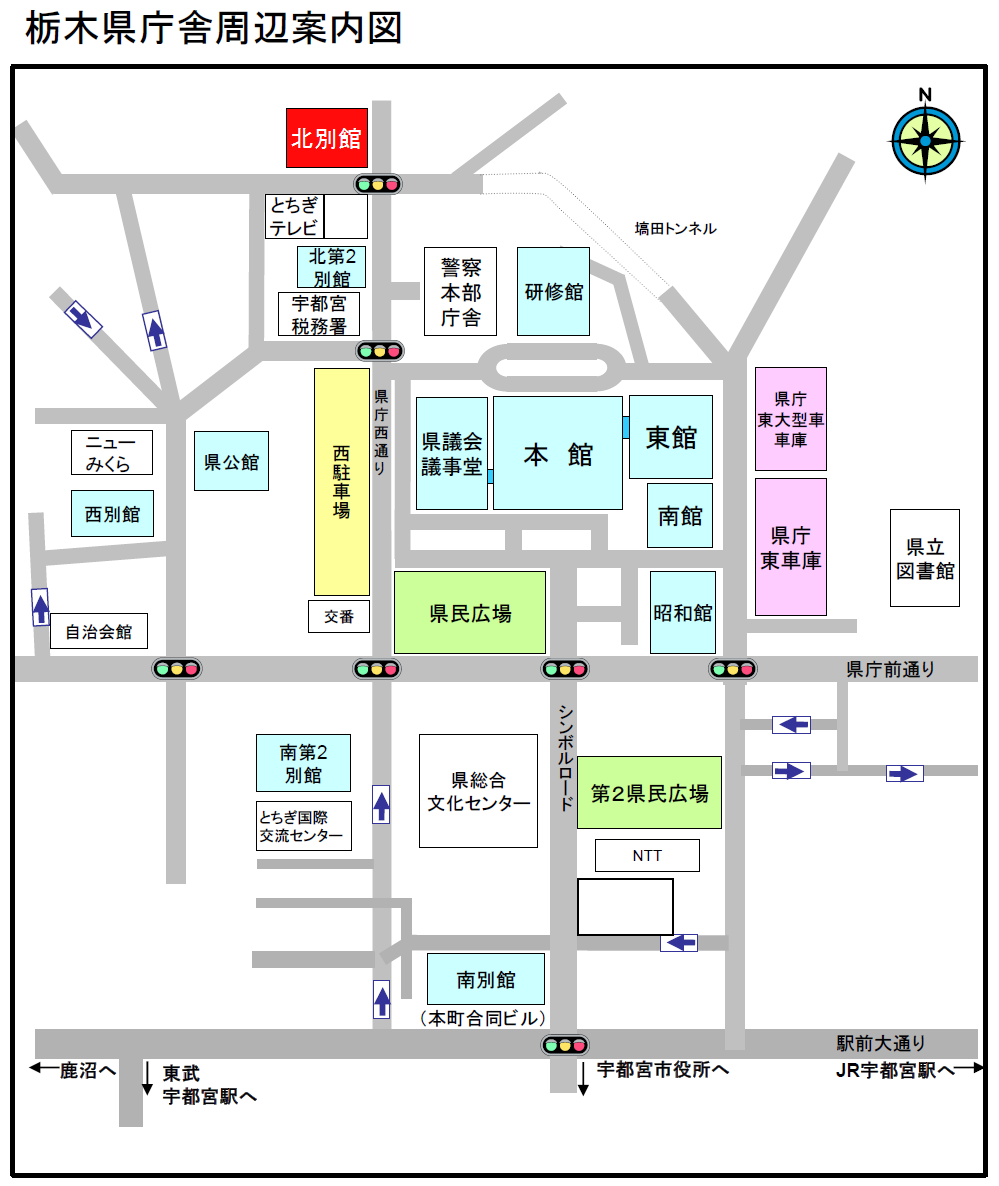 栃木県庁舎周辺案内図
N
北別館
とちぎ
テレビ
塙田トンネル
北第2
別館
警察
本部
庁舎
研修館
宇都宮
税務署
県庁西通り
西駐車場
県議会
議事堂
本 館
東館
県庁
東大型車
車庫
ニュー
みくら
県公館
西別館
南館
県庁
東車庫
県立
図書館
交番
県民広場
昭和館
自治会館
県庁前通り
シンボルロード
南第2
別館
県総合
文化センター
第2県民広場
とちぎ国際
交流センター
NTT
南別館
(本町合同ビル)
駅前大通り
鹿沼へ
東武
宇都宮駅へ
宇都宮市役所へ
JR宇都宮駅へ